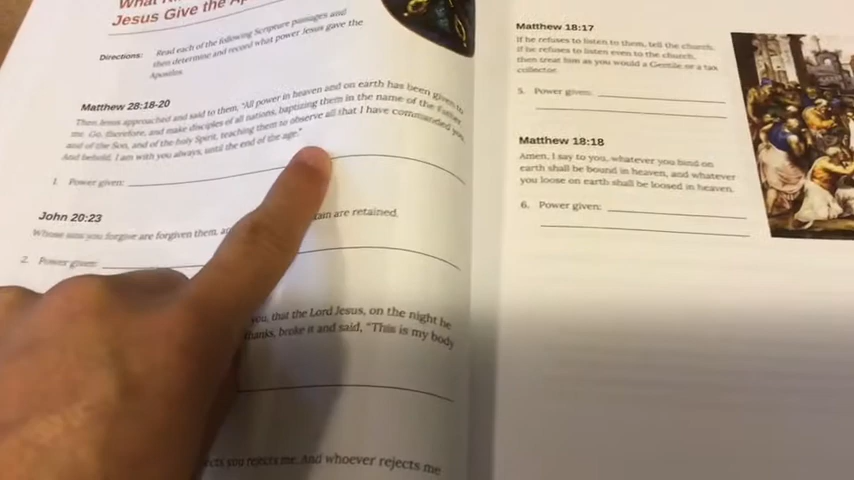 What
Jesus Give the Ap
Directions: Read each of the following Scripture passages and
then determine and record what power Jesus gave the
Apostles
Matthew 28:18-20
Then Jesus approached and said to them, "All power in heaven and on earth has been given to
me. Go, therefore, and make disciples of all nations, baptizing them in the name of the Father,
and of the Son, and of the holy Spirit, teaching them to observe all that I have commanded you.
And behold, I am with you always, until the end of the age."
1. Power given:
John 20:23
Whose sins you forgive are forgiven them, a
tain are retained.
2. Power given:
you, that the Lord Jesus, on the night he
thanks, broke it and said, "This is my body
cts you rejects me. And whoever rejects me
Matthew 18:17
If he refuses to listen to them, tell the church.
If he refuses to listen even to the church,
then treat him as you would a Gentile or a tax
collector.
5. Power given:
Matthew 18:18
Amen, I say to you, whatever you bind on
earth shall be bound in heaven, and whatever
you loose on earth shall be loosed in heaven.
6. Power given: